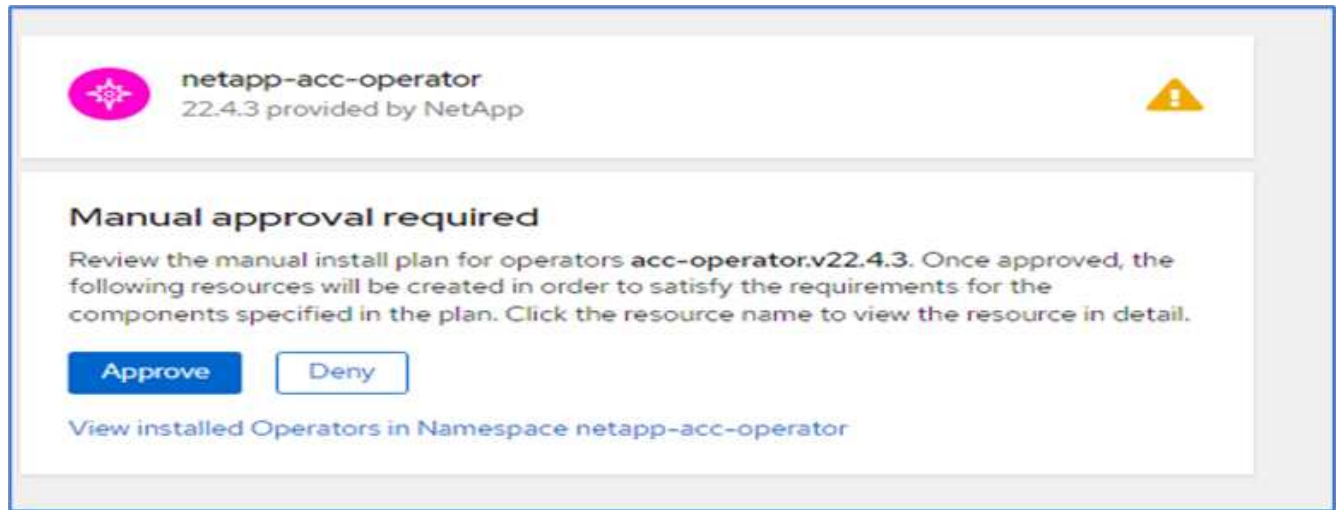 netapp-acc-operator
22.4.3 provided by NetApp
Manual approval required
Review the manual install plan for operators acc-operator.v22.4.3. Once approved, the
following resources will be created in order to satisfy the requirements for the
components specified in the plan. Click the resource name to view the resource in detail.
Approve Deny
View installed Operators in Namespace netapp-acc-operator